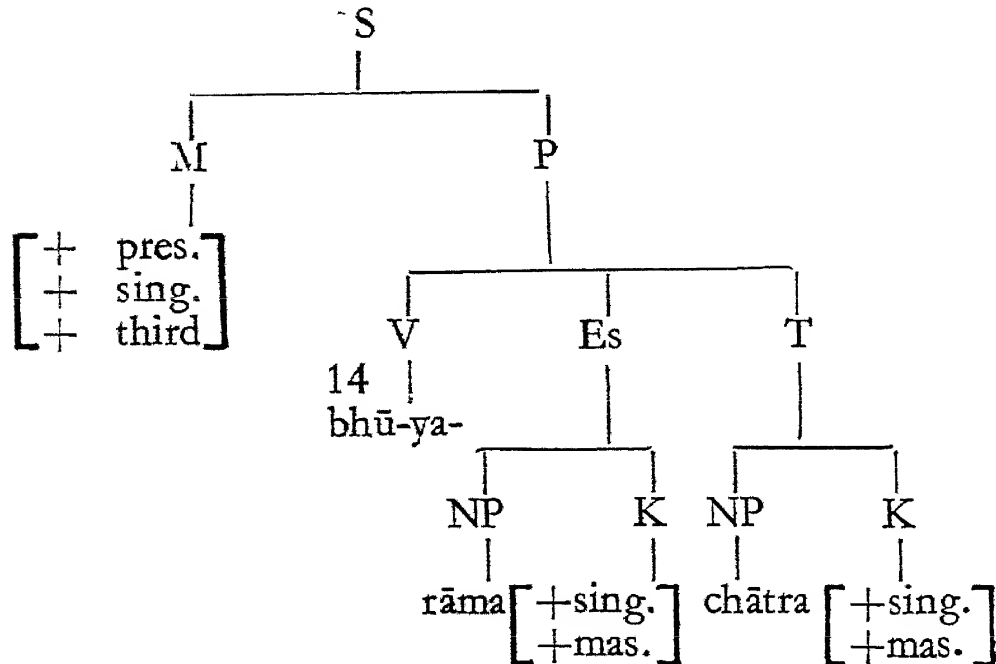 S
M P
[+ pres.]
[+ sing.]
[+ third]
V Es T
14
bhū-ya-
NP K NP K
rāma [+sing.] chātra [+sing.]
[+mas.] [+mas.]